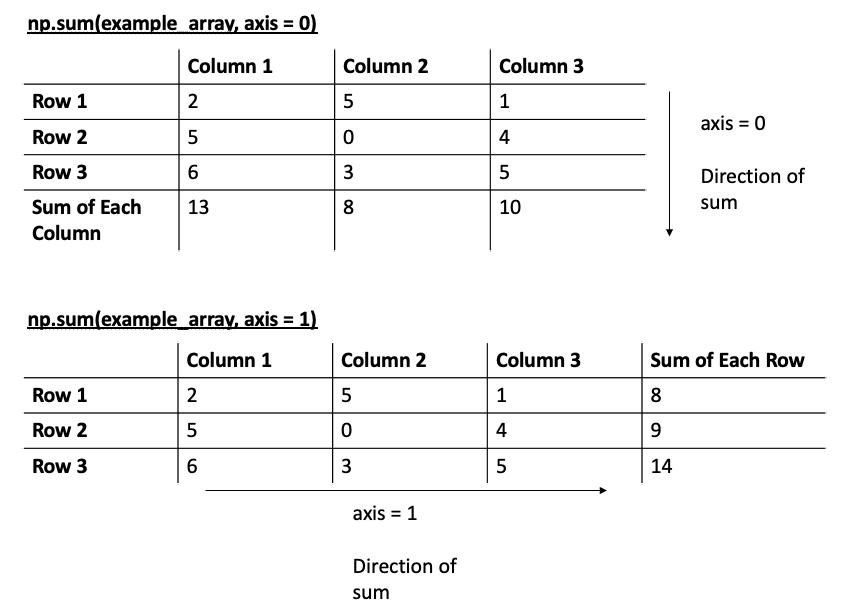 np.sum(example_array, axis = 0)
Column 1 Column 2 Column 3
Row 1 2 5 1
Row 2 5 0 4
Row 3 6 3 5
Sum of Each 13 8 10
Column
axis = 0
Direction of
sum
np.sum(example_array, axis = 1)
Column 1 Column 2 Column 3 Sum of Each Row
Row 1 2 5 1 8
Row 2 5 0 4 9
Row 3 6 3 5 14
axis = 1
Direction of
sum